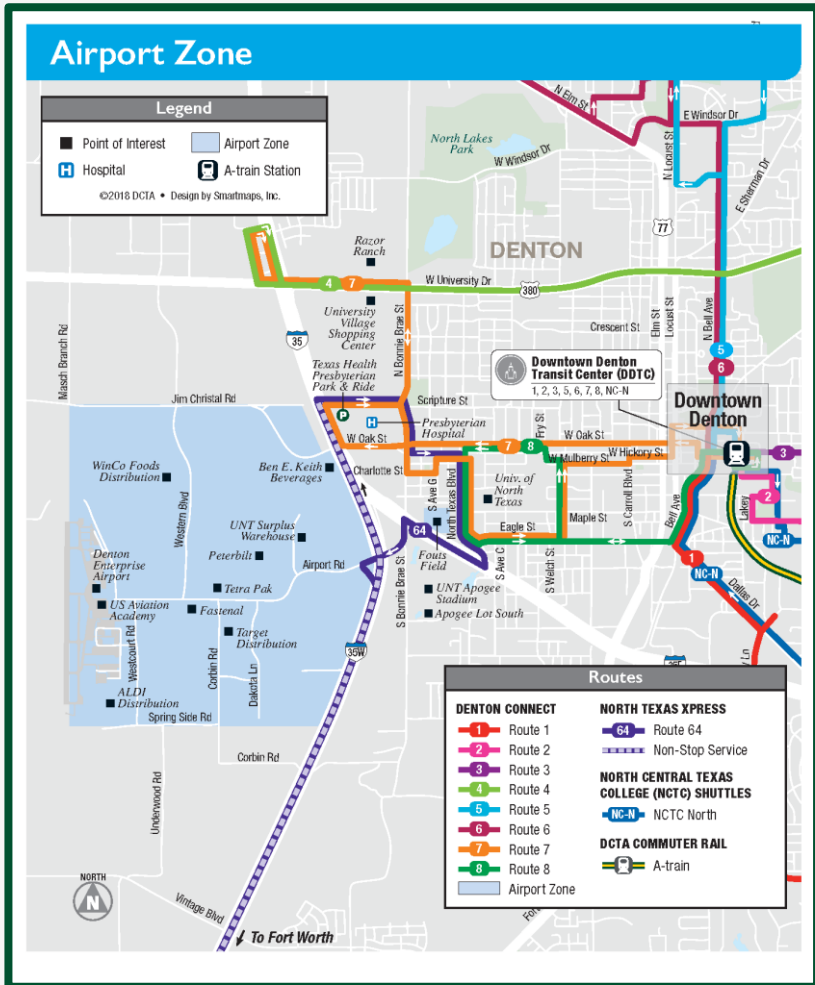 Airport Zone
Legend
Point of Interest
Airport Zone
H
Hospital
A-train Station
©2018 DCTA • Design by Smartmaps, Inc.
North Lakes
Park
W Windsor Dr
N Elm St
E Windsor Dr
N Locust St
E Sherman Dr
77
DENTON
Razor
Ranch
4
7
W University Dr
380
University
Village
Shopping
Center
N Bonnie Brae St
Crescent St
Elm St
Locust St
N Bell Ave
5
6
35
Masch Branch Rd
Texas Health
Presbyterian
Park & Ride
P
Jim Christal Rd
Scripture St
H
Presbyterian
Hospital
Downtown Denton
Transit Center (DDTC)
1, 2, 3, 5, 6, 7, 8, NC-N
Downtown
Denton
W Oak St
7
8
Fry St
W Oak St
W Hickory St
W Mulberry St
3
WinCo Foods
Distribution
Ben E. Keith
Beverages
Charlotte St
S Ave G
North Texas Blvd
Univ. of
North
Texas
Maple St
S Carroll Blvd
Bell Ave
Lakey
2
NC-N
Western Blvd
UNT Surplus
Warehouse
64
Eagle St
Peterbilt
Airport Rd
Fouts
Field
S Ave C
S Welch St
1
NC-N
Dallas Dr
Denton
Enterprise
Airport
Tetra Pak
S Bonnie Brae St
UNT Apogee
Stadium
US Aviation
Academy
Fastenal
Apogee Lot South
Target
Distribution
35W
35E
Westcourt Rd
Corbin Rd
Dakota Ln
ALDI
Distribution
Spring Side Rd
Corbin Rd
Underwood Rd
Vintage Blvd
NORTH
N
To Fort Worth
Routes
DENTON CONNECT
1 Route 1
2 Route 2
3 Route 3
4 Route 4
5 Route 5
6 Route 6
7 Route 7
8 Route 8
Airport Zone
NORTH TEXAS XPRESS
64 Route 64
Non-Stop Service
NORTH CENTRAL TEXAS
COLLEGE (NCTC) SHUTTLES
NC-N NCTC North
DCTA COMMUTER RAIL
A-train